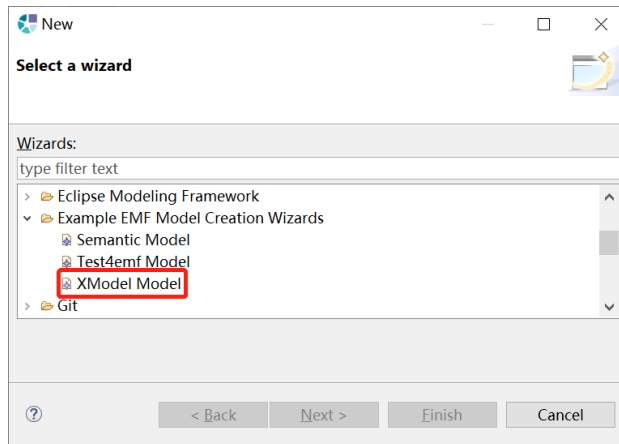 New
Select a wizard
Wizards:
type filter text
Eclipse Modeling Framework
Example EMF Model Creation Wizards
Semantic Model
Test4emf Model
XModel Model
Git
? < Back Next > Finish Cancel